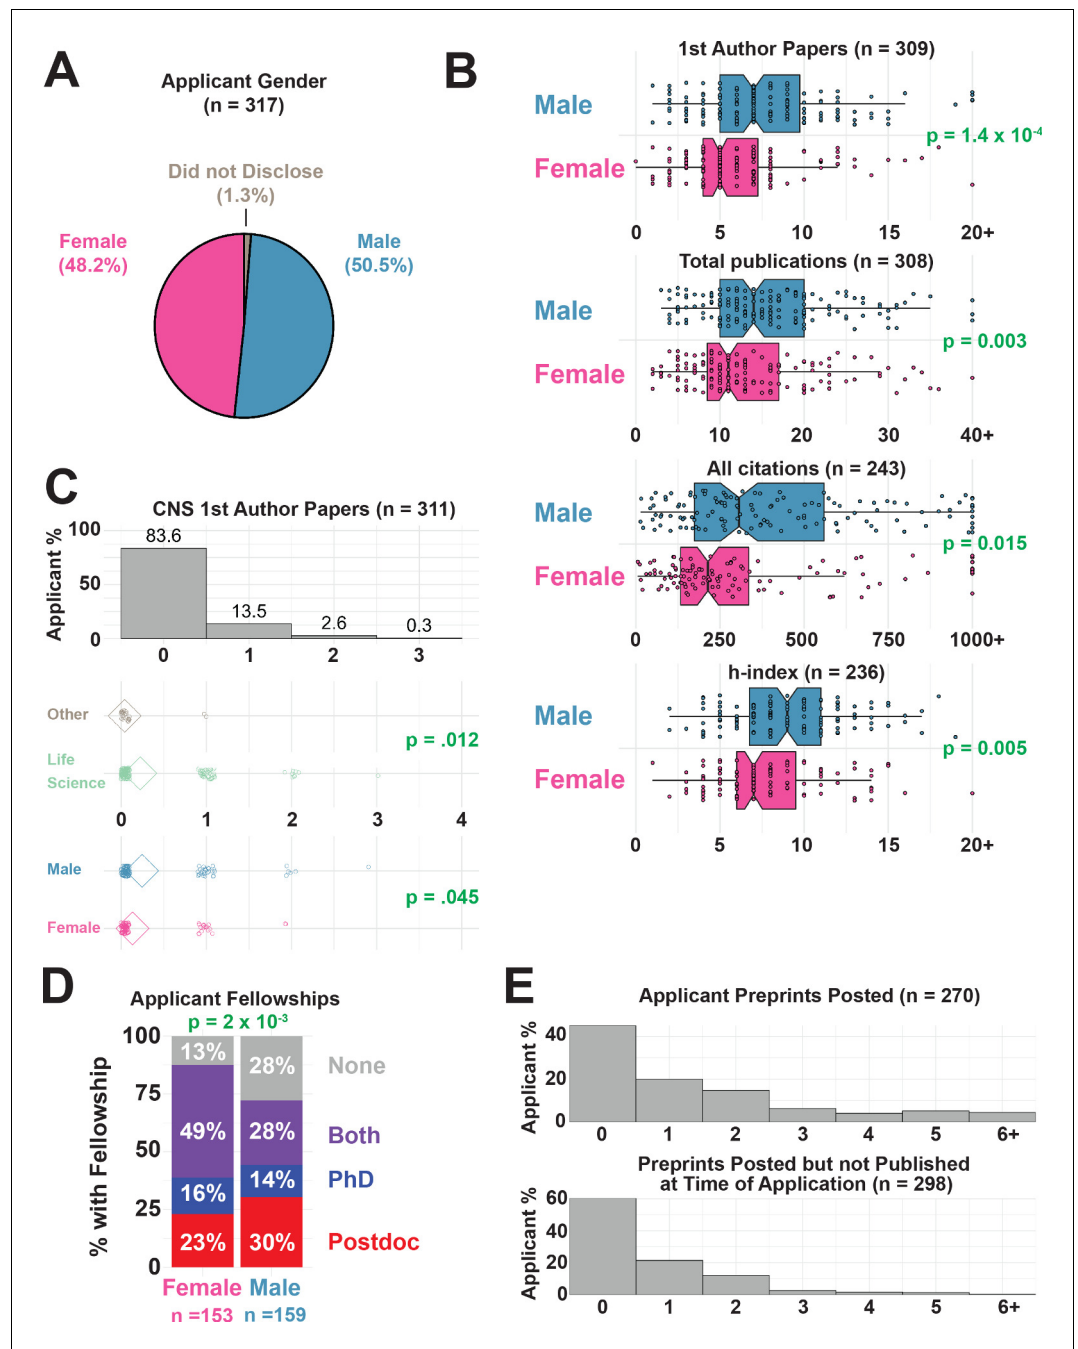 A
Applicant Gender
(n = 317)
Did not Disclose
(1.3%)
Female
(48.2%)
Male
(50.5%)
B
1st Author Papers (n = 309)
Male
Female
p = 1.4 x 10-4
0 5 10 15 20+
Total publications (n = 308)
Male
Female
p = 0.003
0 10 20 30 40+
All citations (n = 243)
Male
Female
p = 0.015
0 250 500 750 1000+
h-index (n = 236)
Male
Female
p = 0.005
0 5 10 15 20+
C
CNS 1st Author Papers (n = 311)
Applicant %
100
50
0
83.6
13.5
2.6
0.3
0 1 2 3
Other
Life
Science
p = .012
0 1 2 3 4
Male
Female
p = .045
D
Applicant Fellowships
p = 2 x 10-3
% with Fellowship
100
75
50
25
0
13% 28% None
49% 28% Both
16% 14% PhD
23% 30% Postdoc
Female Male
n =153 n =159
E
Applicant Preprints Posted (n = 270)
Applicant %
40
20
0
0 1 2 3 4 5 6+
Preprints Posted but not Published
at Time of Application (n = 298)
Applicant %
60
40
20
0
0 1 2 3 4 5 6+